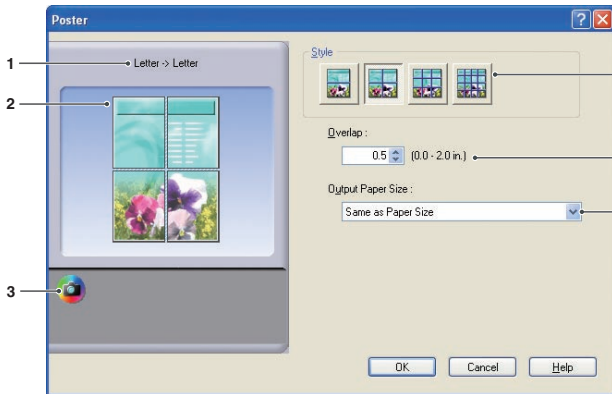 Poster
1
Letter -> Letter
2
3
Style
Overlap :
0.5 (0.0 - 2.0 in.)
Output Paper Size :
Same as Paper Size
OK Cancel Help